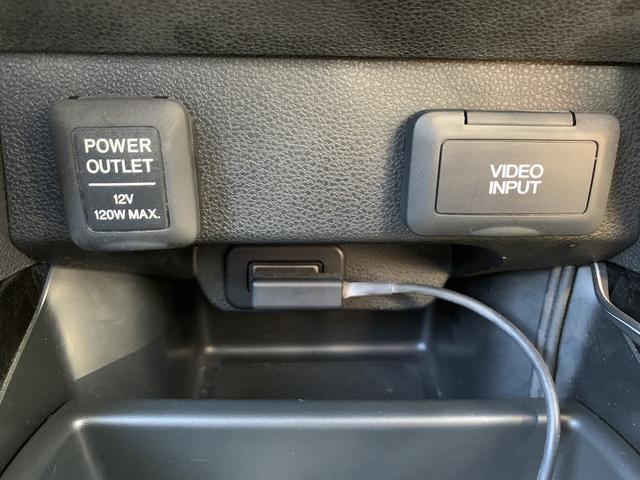 POWER
OUTLET
12V
120W MAX.
VIDEO
INPUT